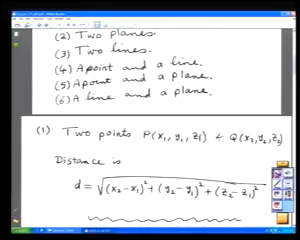 (2) Two planes.
(3) Two lines.
(4) A point and a line.
(5) A point and a plane.
(6) A line and a plane.
(1) Two points P(x₁, y₁, z₁) & Q(x₂, y₂, z₂)
Distance is
d = √(x₂-x₁)² + (y₂-y₁)² + (z₂-z₁)²